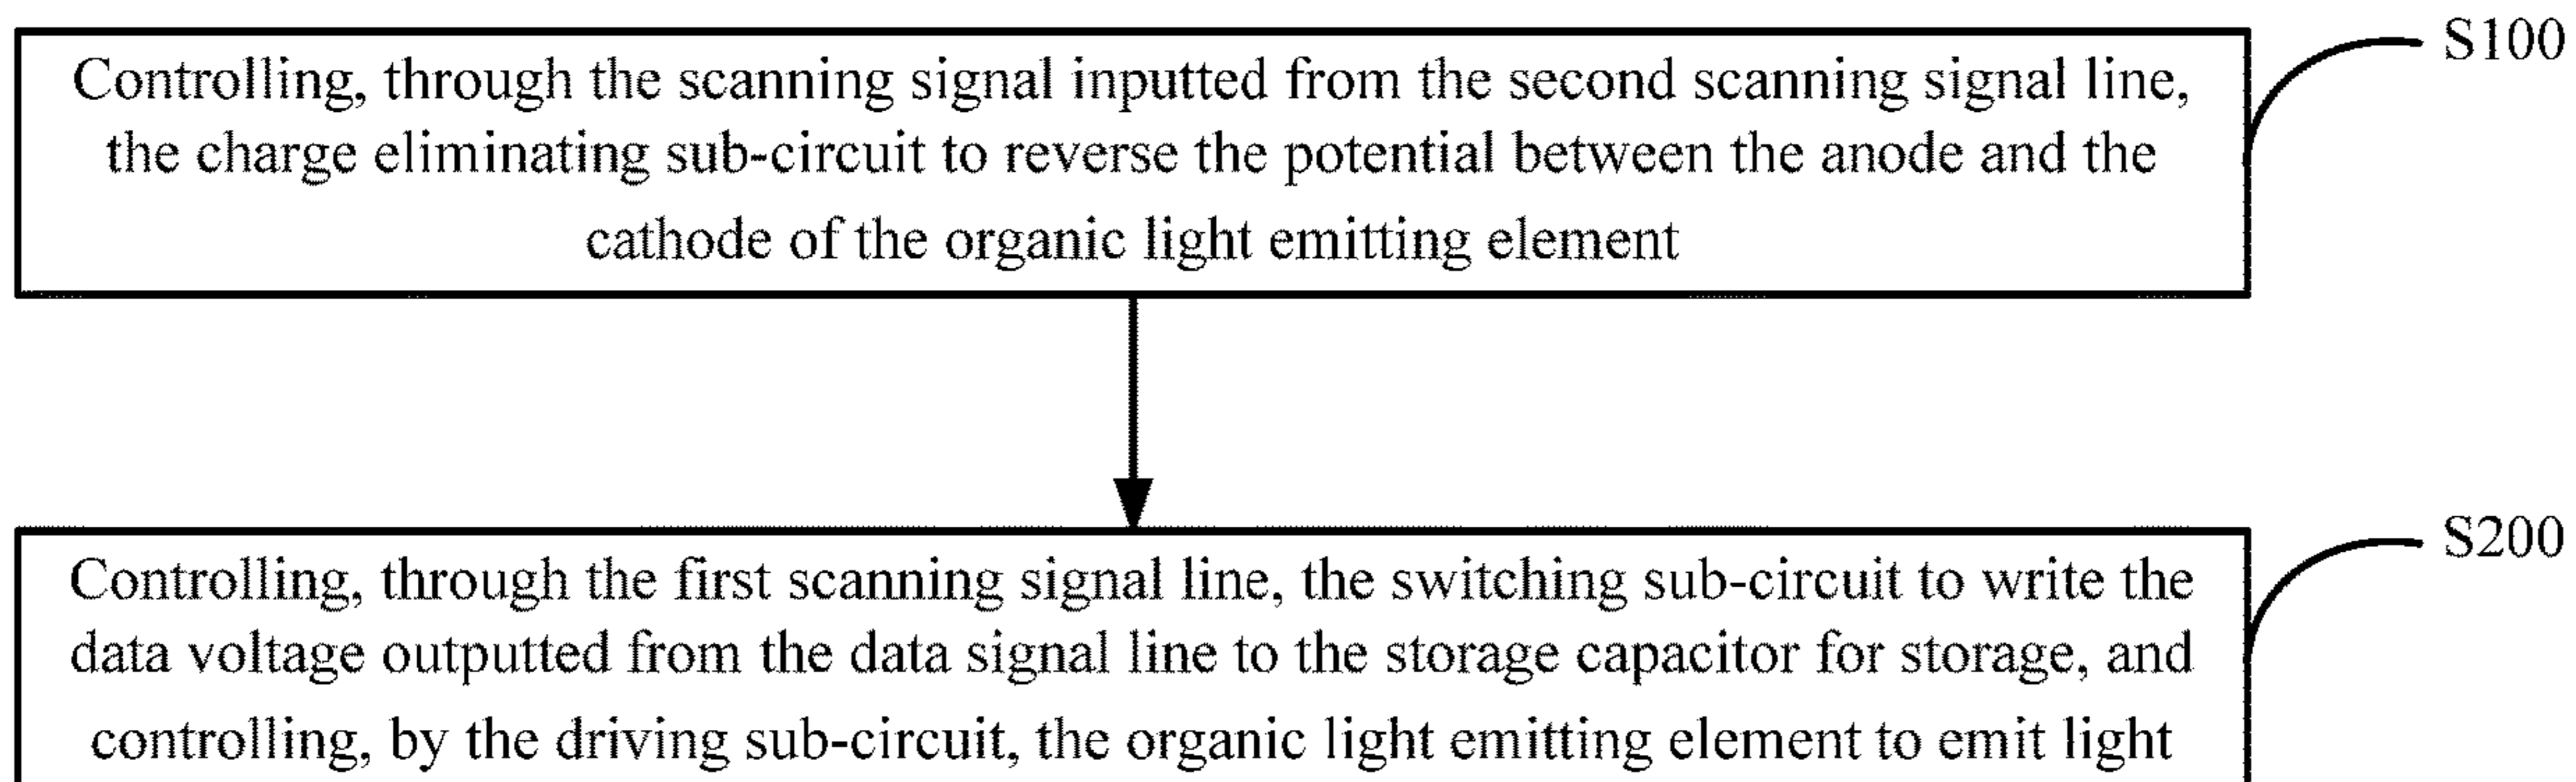 S100
Controlling, through the scanning signal inputted from the second scanning signal line,
the charge eliminating sub-circuit to reverse the potential between the anode and the
cathode of the organic light emitting element
S200
Controlling, through the first scanning signal line, the switching sub-circuit to write the
data voltage outputted from the data signal line to the storage capacitor for storage, and
controlling, by the driving sub-circuit, the organic light emitting element to emit light